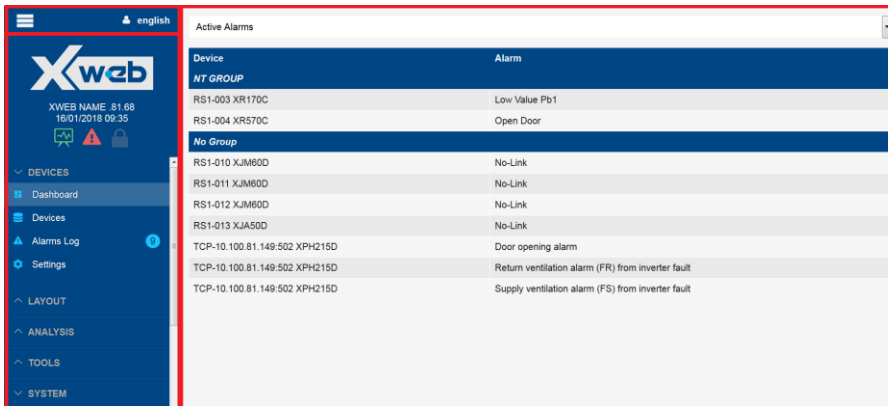 english
Xweb
XWEB NAME .81.68
16/01/2018 09:35
DEVICES
Dashboard
Devices
Alarms Log 9
Settings
LAYOUT
ANALYSIS
TOOLS
SYSTEM
Active Alarms
Device Alarm
NT GROUP
RS1-003 XR170C Low Value Pb1
RS1-004 XR570C Open Door
No Group
RS1-010 XJM60D No-Link
RS1-011 XJM60D No-Link
RS1-012 XJM60D No-Link
RS1-013 XJA50D No-Link
TCP-10.100.81.149:502 XPH215D Door opening alarm
TCP-10.100.81.149:502 XPH215D Return ventilation alarm (FR) from inverter fault
TCP-10.100.81.149:502 XPH215D Supply ventilation alarm (FS) from inverter fault